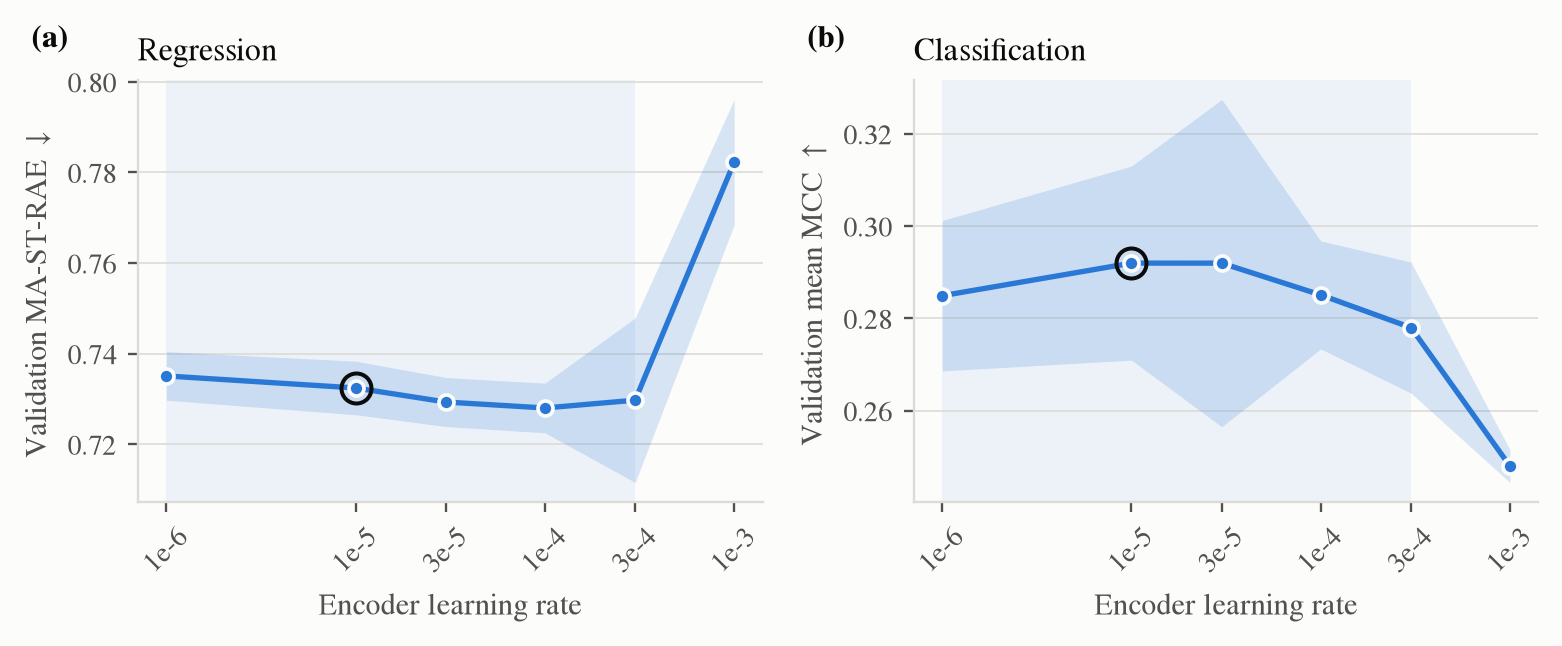 (a)
Regression
Validation MA-ST-RAE ↓
0.80
0.78
0.76
0.74
0.72
1e-6
1e-5
3e-5
1e-4
3e-4
1e-3
Encoder learning rate
(b)
Classification
Validation mean MCC ↑
0.32
0.30
0.28
0.26
1e-6
1e-5
3e-5
1e-4
3e-4
1e-3
Encoder learning rate